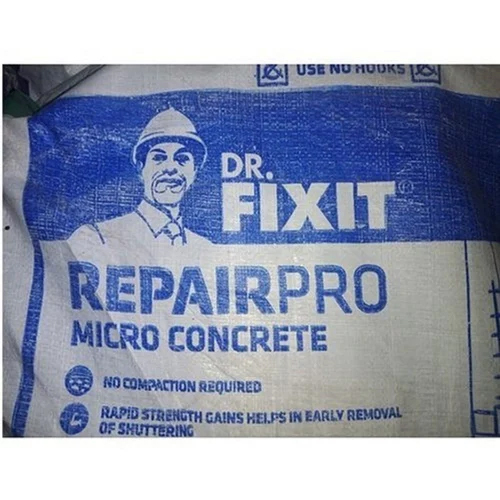 USE NO HOOKS
DR.
FIXIT®
REPAIRPRO
MICRO CONCRETE
NO COMPACTION REQUIRED
RAPID STRENGTH GAINS HELPS IN EARLY REMOVAL
OF SHUTTERING